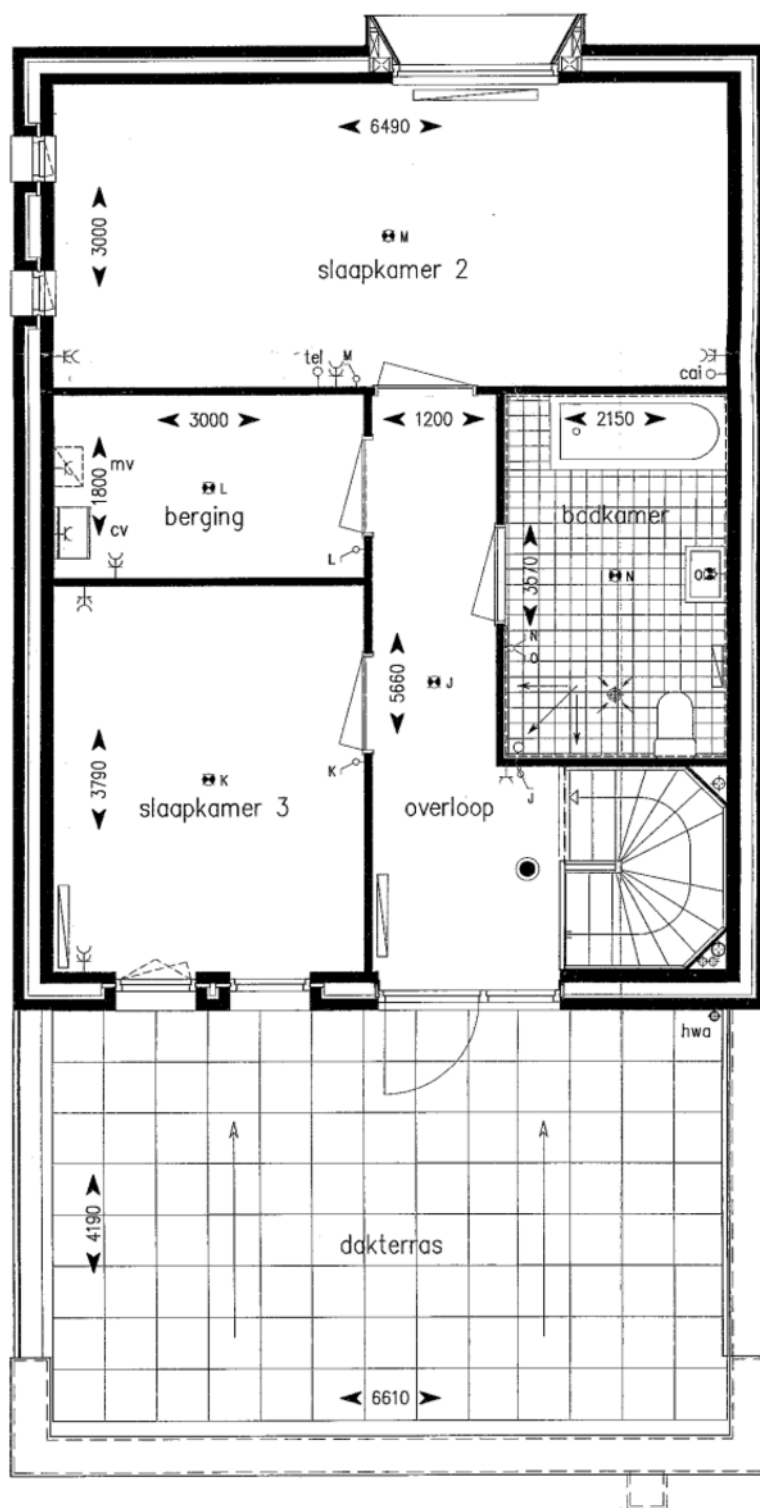 6490
3000
M
slaapkamer 2
tel
M
cai
3000
1200
2150
mv
1800
L
berging
badkamer
cv
L
3570
N
O
N
O
5660
J
3790
K
K
slaapkamer 3
overloop
J
hwa
4190
dakterras
6610